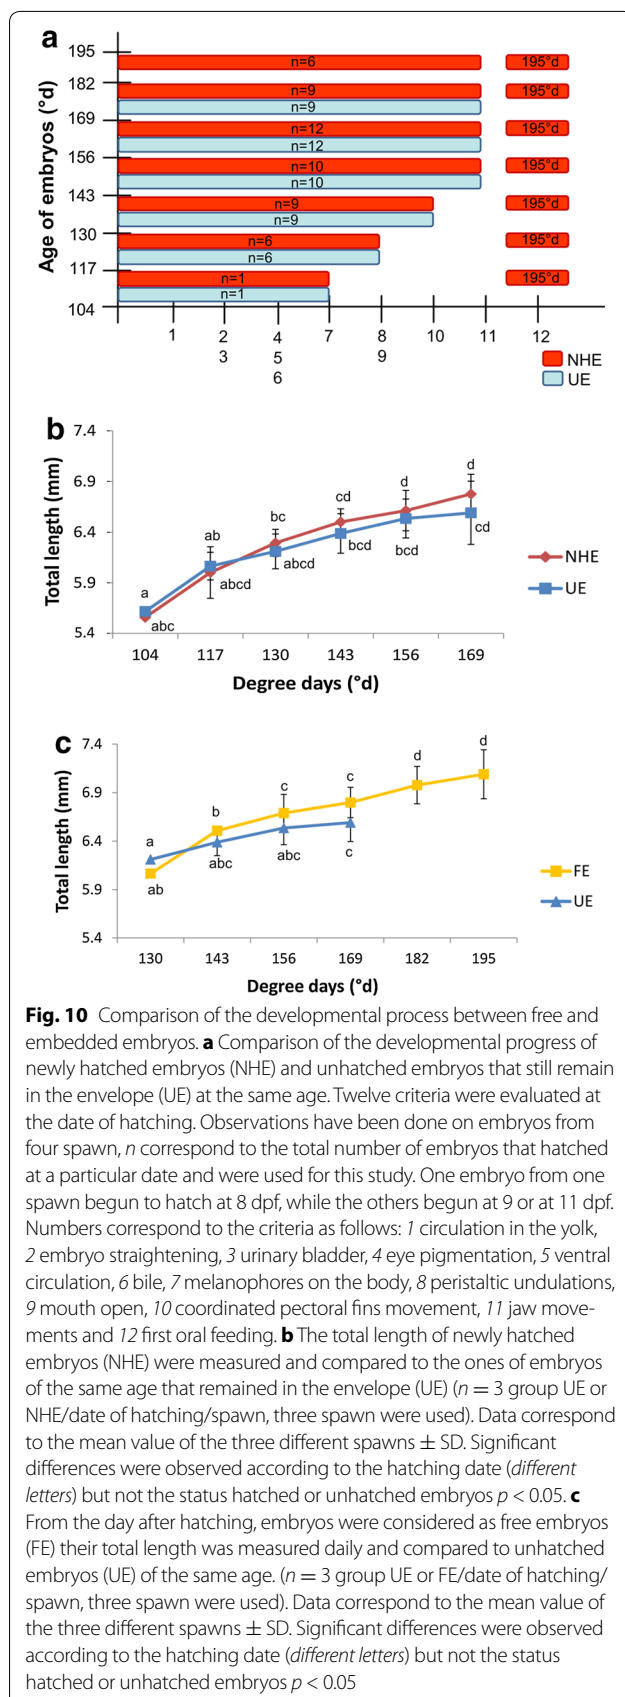 a
195
n=6
195°d
182
n=9
195°d
n=9
169
n=12
195°d
n=12
156
n=10
195°d
n=10
143
n=9
195°d
n=9
130
n=6
195°d
n=6
117
n=1
195°d
n=1
104
Age of embryos (°d)
1 2 4 7 8 10 11 12
3 5 9
6
NHE
UE
b
7.4
6.9
6.4
5.9
5.4
Total length (mm)
a
ab
bc
cd
d
d
abc
abcd
abcd
bcd
bcd
cd
NHE
UE
104 117 130 143 156 169
Degree days (°d)
c
7.4
6.9
6.4
5.9
5.4
Total length (mm)
a
b
c
c
d
d
ab
abc
abc
c
FE
UE
130 143 156 169 182 195
Degree days (°d)
Fig. 10 Comparison of the developmental process between free and
embedded embryos. a Comparison of the developmental progress of
newly hatched embryos (NHE) and unhatched embryos that still remain
in the envelope (UE) at the same age. Twelve criteria were evaluated at
the date of hatching. Observations have been done on embryos from
four spawn, n correspond to the total number of embryos that hatched
at a particular date and were used for this study. One embryo from one
spawn begun to hatch at 8 dpf, while the others begun at 9 or at 11 dpf.
Numbers correspond to the criteria as follows: 1 circulation in the yolk,
2 embryo straightening, 3 urinary bladder, 4 eye pigmentation, 5 ventral
circulation, 6 bile, 7 melanophores on the body, 8 peristaltic undulations,
9 mouth open, 10 coordinated pectoral fins movement, 11 jaw move-
ments and 12 first oral feeding. b The total length of newly hatched
embryos (NHE) were measured and compared to the ones of embryos
of the same age that remained in the envelope (UE) (n = 3 group UE or
NHE/date of hatching/spawn, three spawn were used). Data correspond
to the mean value of the three different spawns ± SD. Significant
differences were observed according to the hatching date (different
letters) but not the status hatched or unhatched embryos p < 0.05. c
From the day after hatching, embryos were considered as free embryos
(FE) their total length was measured daily and compared to unhatched
embryos (UE) of the same age. (n = 3 group UE or FE/date of hatching/
spawn, three spawn were used). Data correspond to the mean value of
the three different spawns ± SD. Significant differences were observed
according to the hatching date (different letters) but not the status
hatched or unhatched embryos p < 0.05